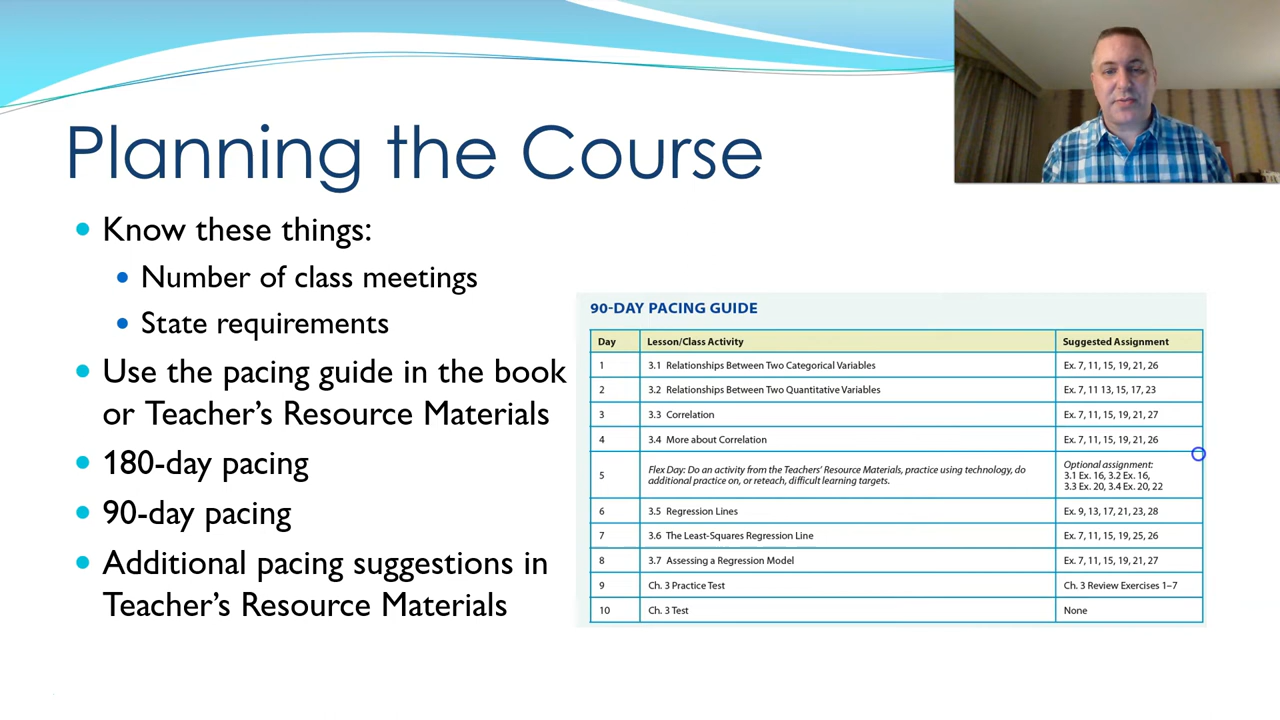 Planning the Course
Know these things:
Number of class meetings
State requirements
Use the pacing guide in the book
or Teacher's Resource Materials
180-day pacing
90-day pacing
Additional pacing suggestions in
Teacher's Resource Materials
90-DAY PACING GUIDE
Day Lesson/Class Activity Suggested Assignment
1 3.1 Relationships Between Two Categorical Variables Ex. 7, 11, 15, 19, 21, 26
2 3.2 Relationships Between Two Quantitative Variables Ex. 7, 11 13, 15, 17, 23
3 3.3 Correlation Ex. 7, 11, 15, 19, 21, 27
4 3.4 More about Correlation Ex. 7, 11, 15, 19, 21, 26
5 Flex Day: Do an activity from the Teachers' Resource Materials, practice using technology, do
additional practice on, or reteach, difficult learning targets.
Optional assignment:
3.1 Ex. 16, 3.2 Ex. 16,
3.3 Ex. 20, 3.4 Ex. 20, 22
6 3.5 Regression Lines Ex. 9, 13, 17, 21, 23, 28
7 3.6 The Least-Squares Regression Line Ex. 7, 11, 15, 19, 25, 26
8 3.7 Assessing a Regression Model Ex. 7, 11, 15, 19, 21, 27
9 Ch. 3 Practice Test Ch. 3 Review Exercises 1–7
10 Ch. 3 Test None